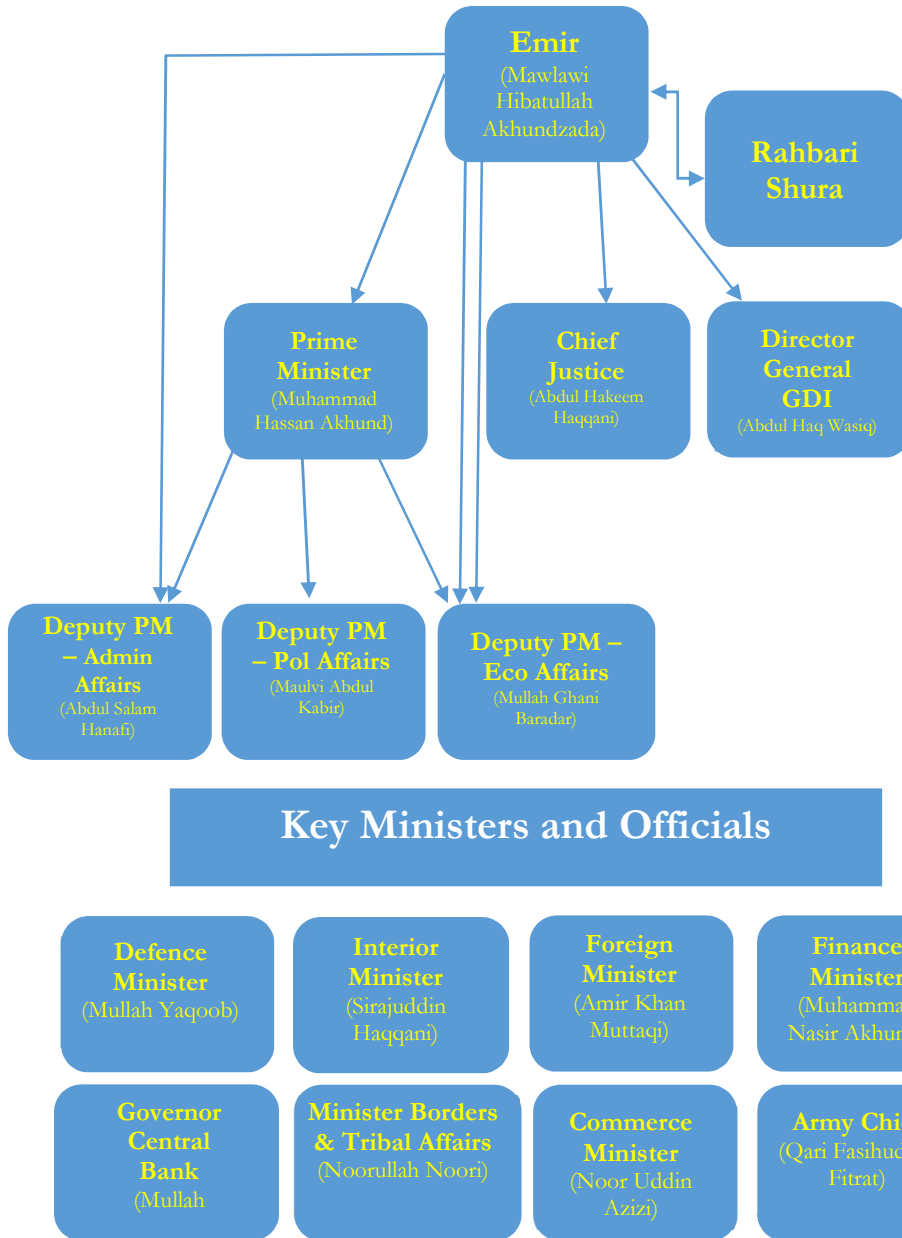 Emir
(Mawlawi
Hibatullah
Akhundzada)
Rahbari
Shura
Prime
Minister
(Muhammad
Hassan Akhund)
Chief
Justice
(Abdul Hakeem
Haqqani)
Director
General
GDI
(Abdul Haq Wasiq)
Deputy PM
– Admin
Affairs
(Abdul Salam
Hanafi)
Deputy PM
– Pol Affairs
(Maulvi Abdul
Kabir)
Deputy PM –
Eco Affairs
(Mullah Ghani
Baradar)
Key Ministers and Officials
Defence
Minister
(Mullah Yaqoob)
Interior
Minister
(Sirajuddin
Haqqani)
Foreign
Minister
(Amir Khan
Muttaqi)
Finance
Minister
Nasir
Governor
Central
Bank
(Mullah
Minister Borders
& Tribal Affairs
(Noorullah Noori)
Commerce
Minister
(Noor Uddin
Azizi)
Army
(Qari
Fitrat)